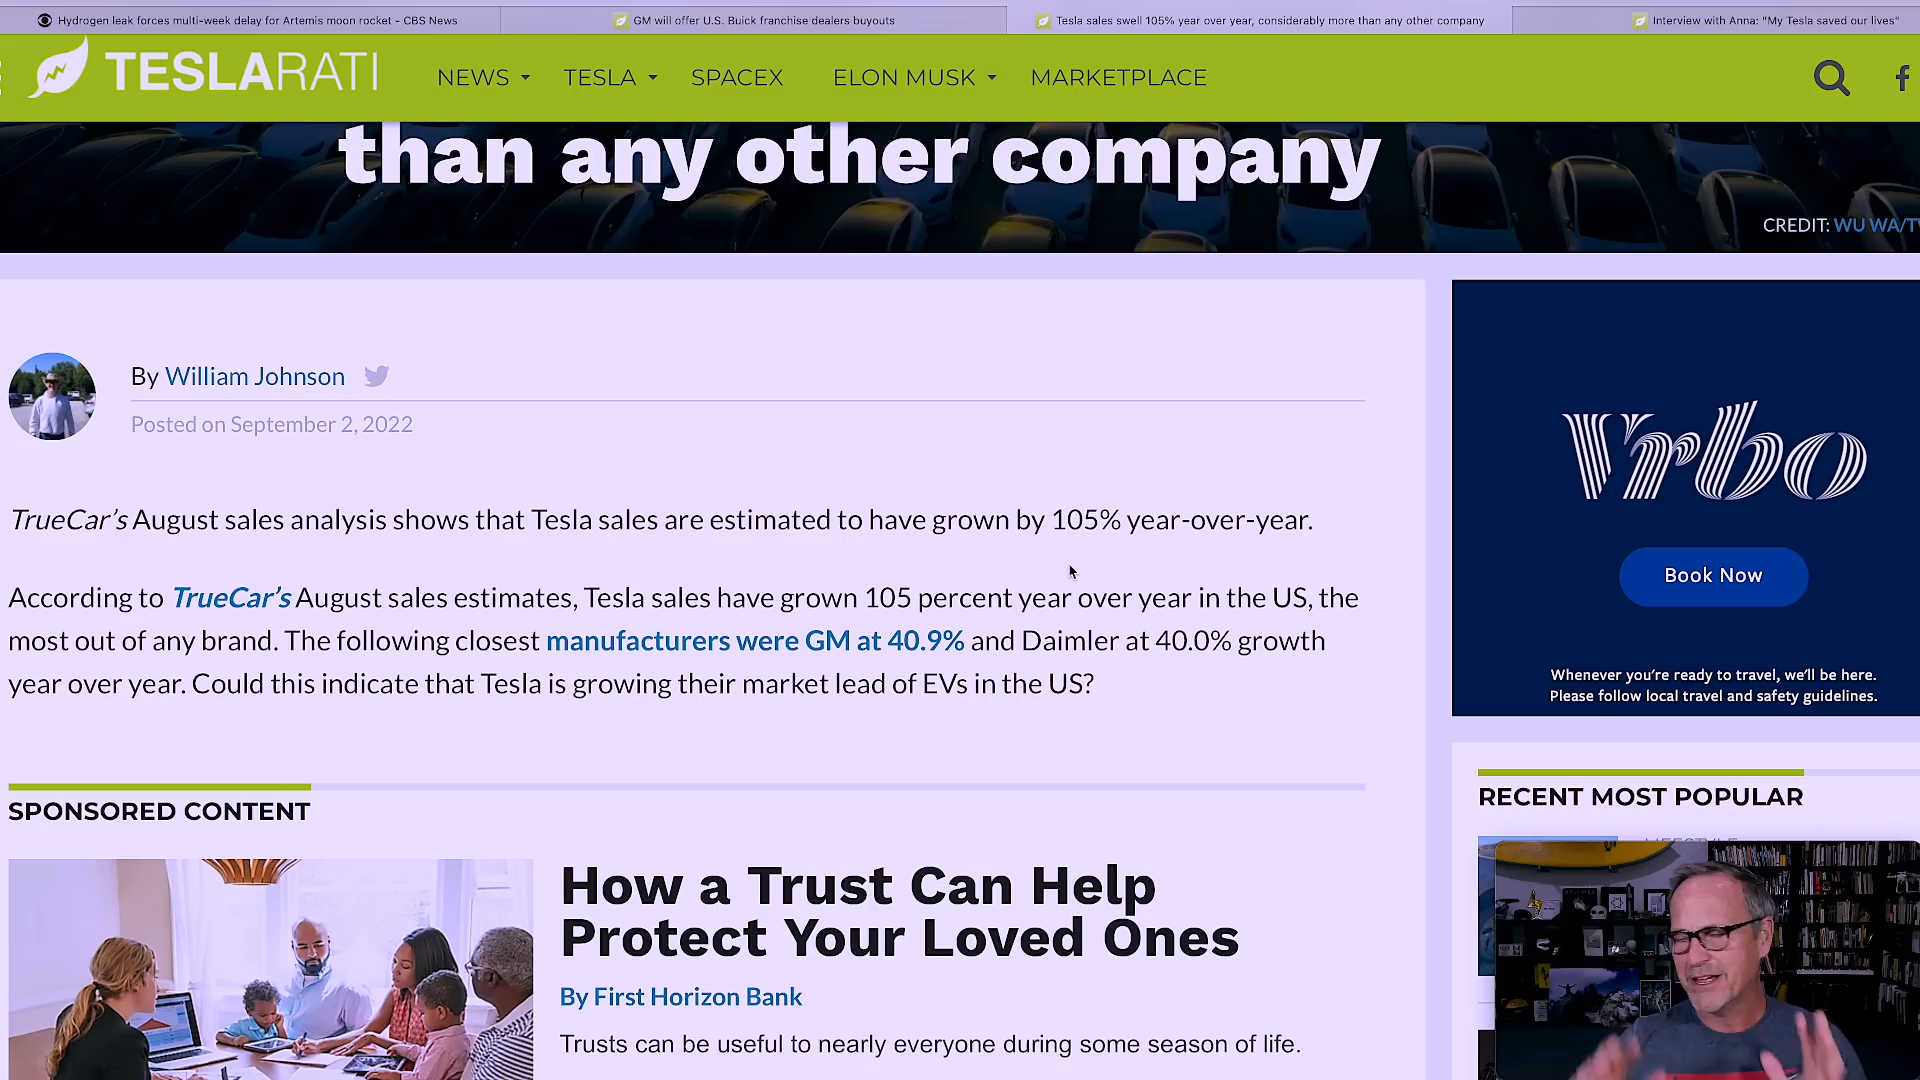 Hydrogen leak forces multi-week delay for Artemis moon rocket - CBS News
GM will offer U.S. Buick franchise dealers buyouts
Tesla sales swell 105% year over year, considerably more than any other company
Interview with Anna: "My Tesla saved our lives"
TESLARATI
NEWS
TESLA
SPACEX
ELON MUSK
MARKETPLACE
than any other company
CREDIT: WU WA/TW
By William Johnson
Posted on September 2, 2022
TrueCar’s August sales analysis shows that Tesla sales are estimated to have grown by 105% year-over-year.
According to TrueCar’s August sales estimates, Tesla sales have grown 105 percent year over year in the US, the
most out of any brand. The following closest manufacturers were GM at 40.9% and Daimler at 40.0% growth
year over year. Could this indicate that Tesla is growing their market lead of EVs in the US?
Vrbo
Book Now
Whenever you’re ready to travel, we’ll be here.
Please follow local travel and safety guidelines.
SPONSORED CONTENT
How a Trust Can Help
Protect Your Loved Ones
By First Horizon Bank
Trusts can be useful to nearly everyone during some season of life.
RECENT MOST POPULAR
LIFESTYLE